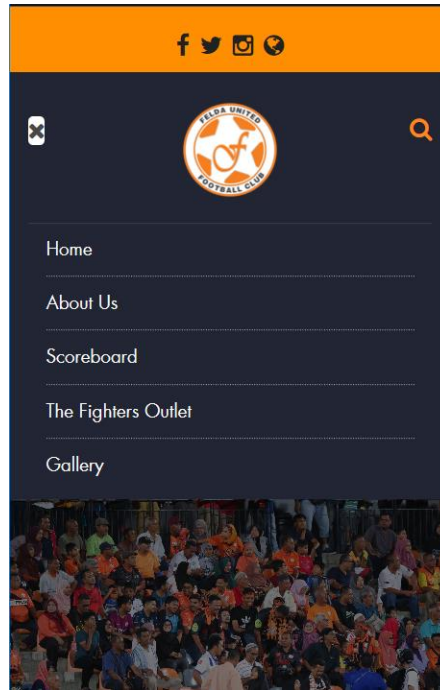 FELDA UNITED
FOOTBALL CLUB
Home
About Us
Scoreboard
The Fighters Outlet
Gallery